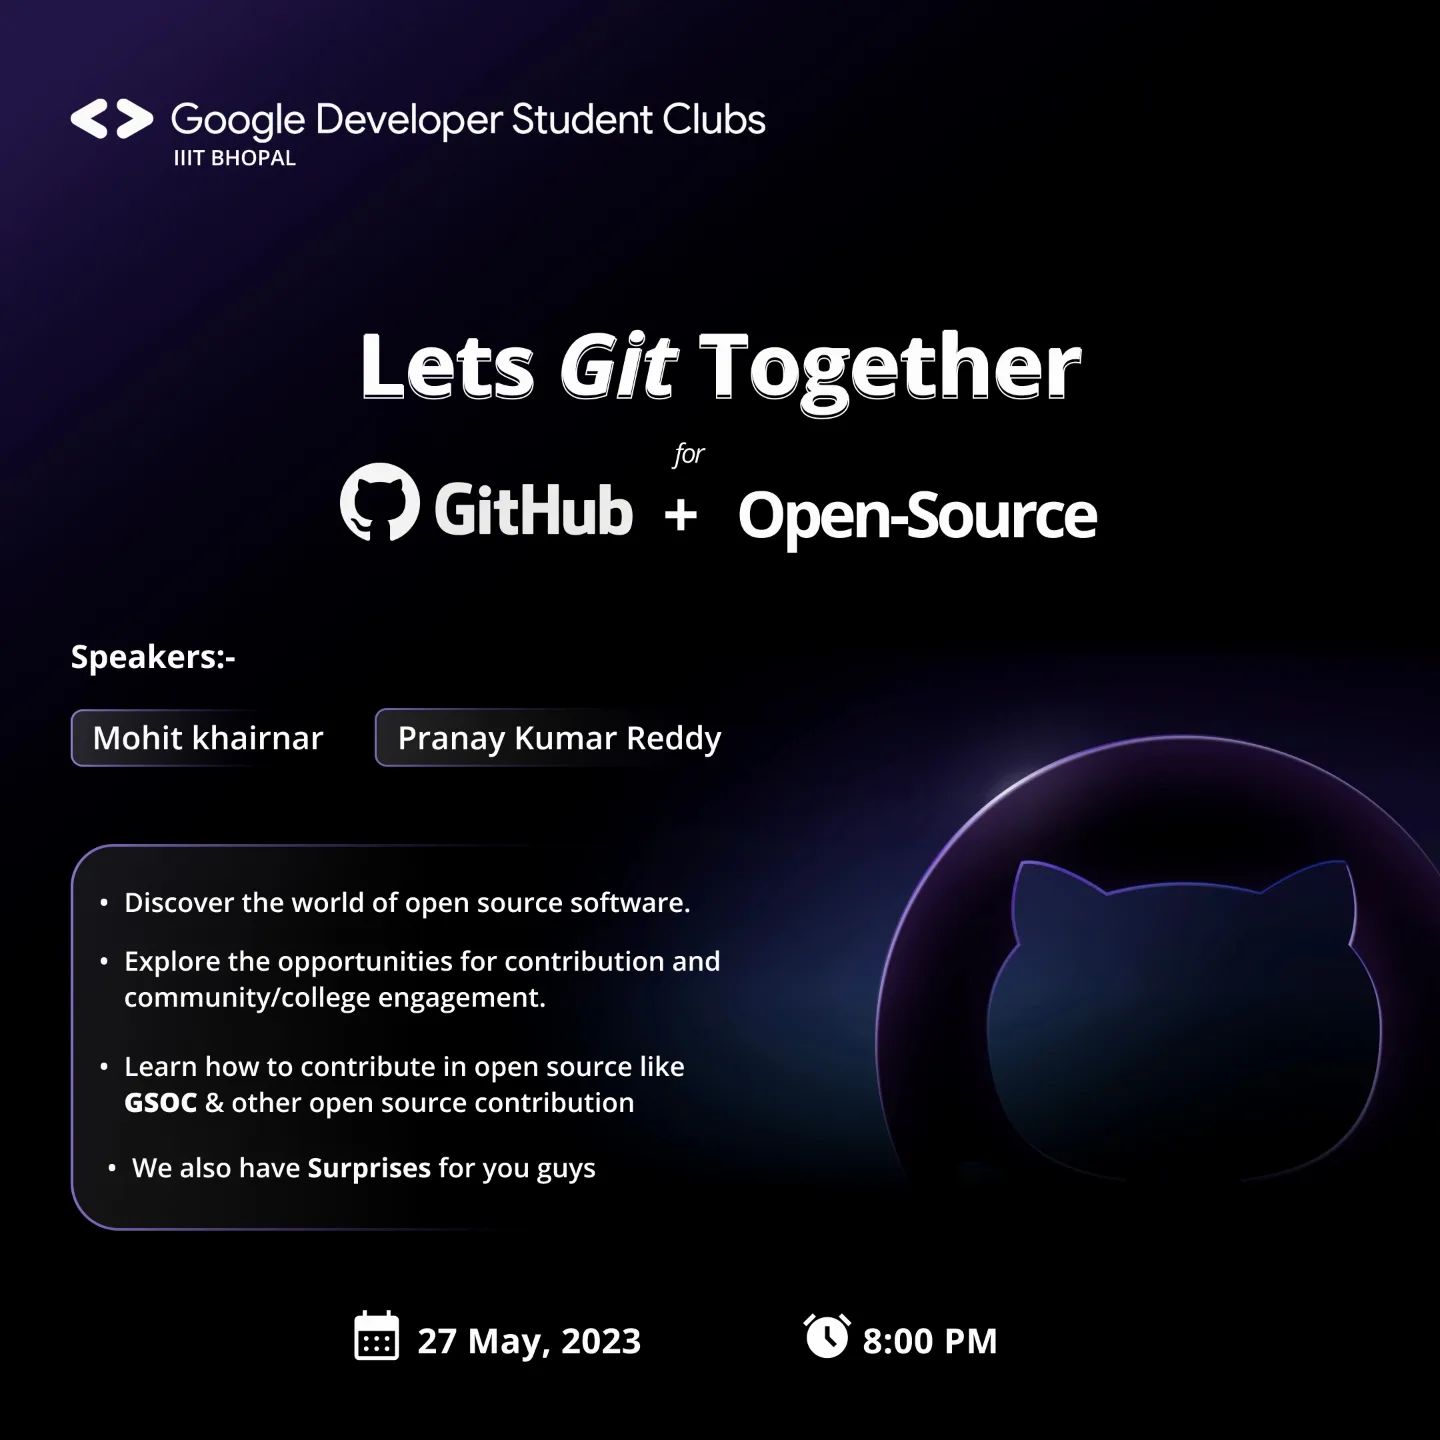 Google Developer Student Clubs
IIIT BHOPAL
Lets Git Together
for
GitHub + Open-Source
Speakers:-
Mohit khairnar
Pranay Kumar Reddy
• Discover the world of open source software.
• Explore the opportunities for contribution and
community/college engagement.
• Learn how to contribute in open source like
GSOC & other open source contribution
• We also have Surprises for you guys
27 May, 2023
8:00 PM